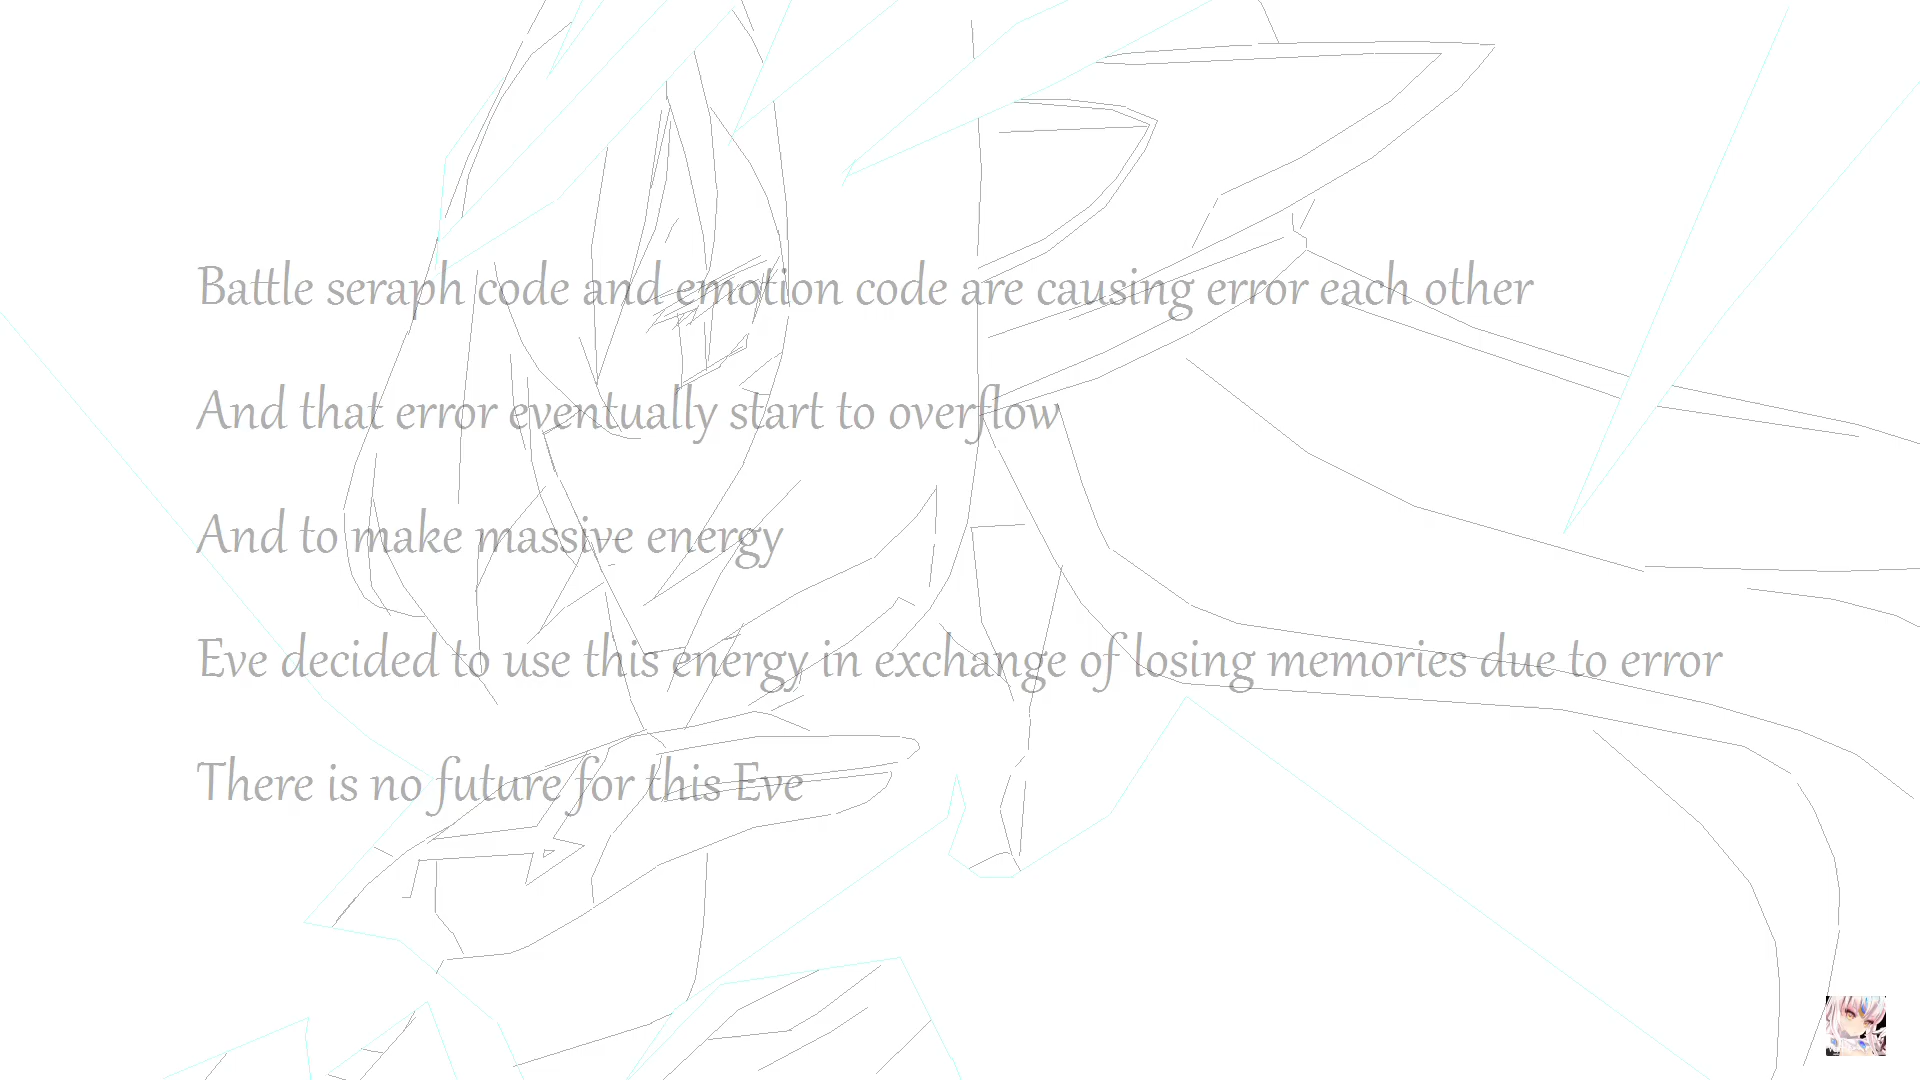 Battle seraph code and emotion code are causing error each other
And that error eventually start to overflow
And to make massive energy
Eve decided to use this energy in exchange of losing memories due to error
There is no future for this Eve